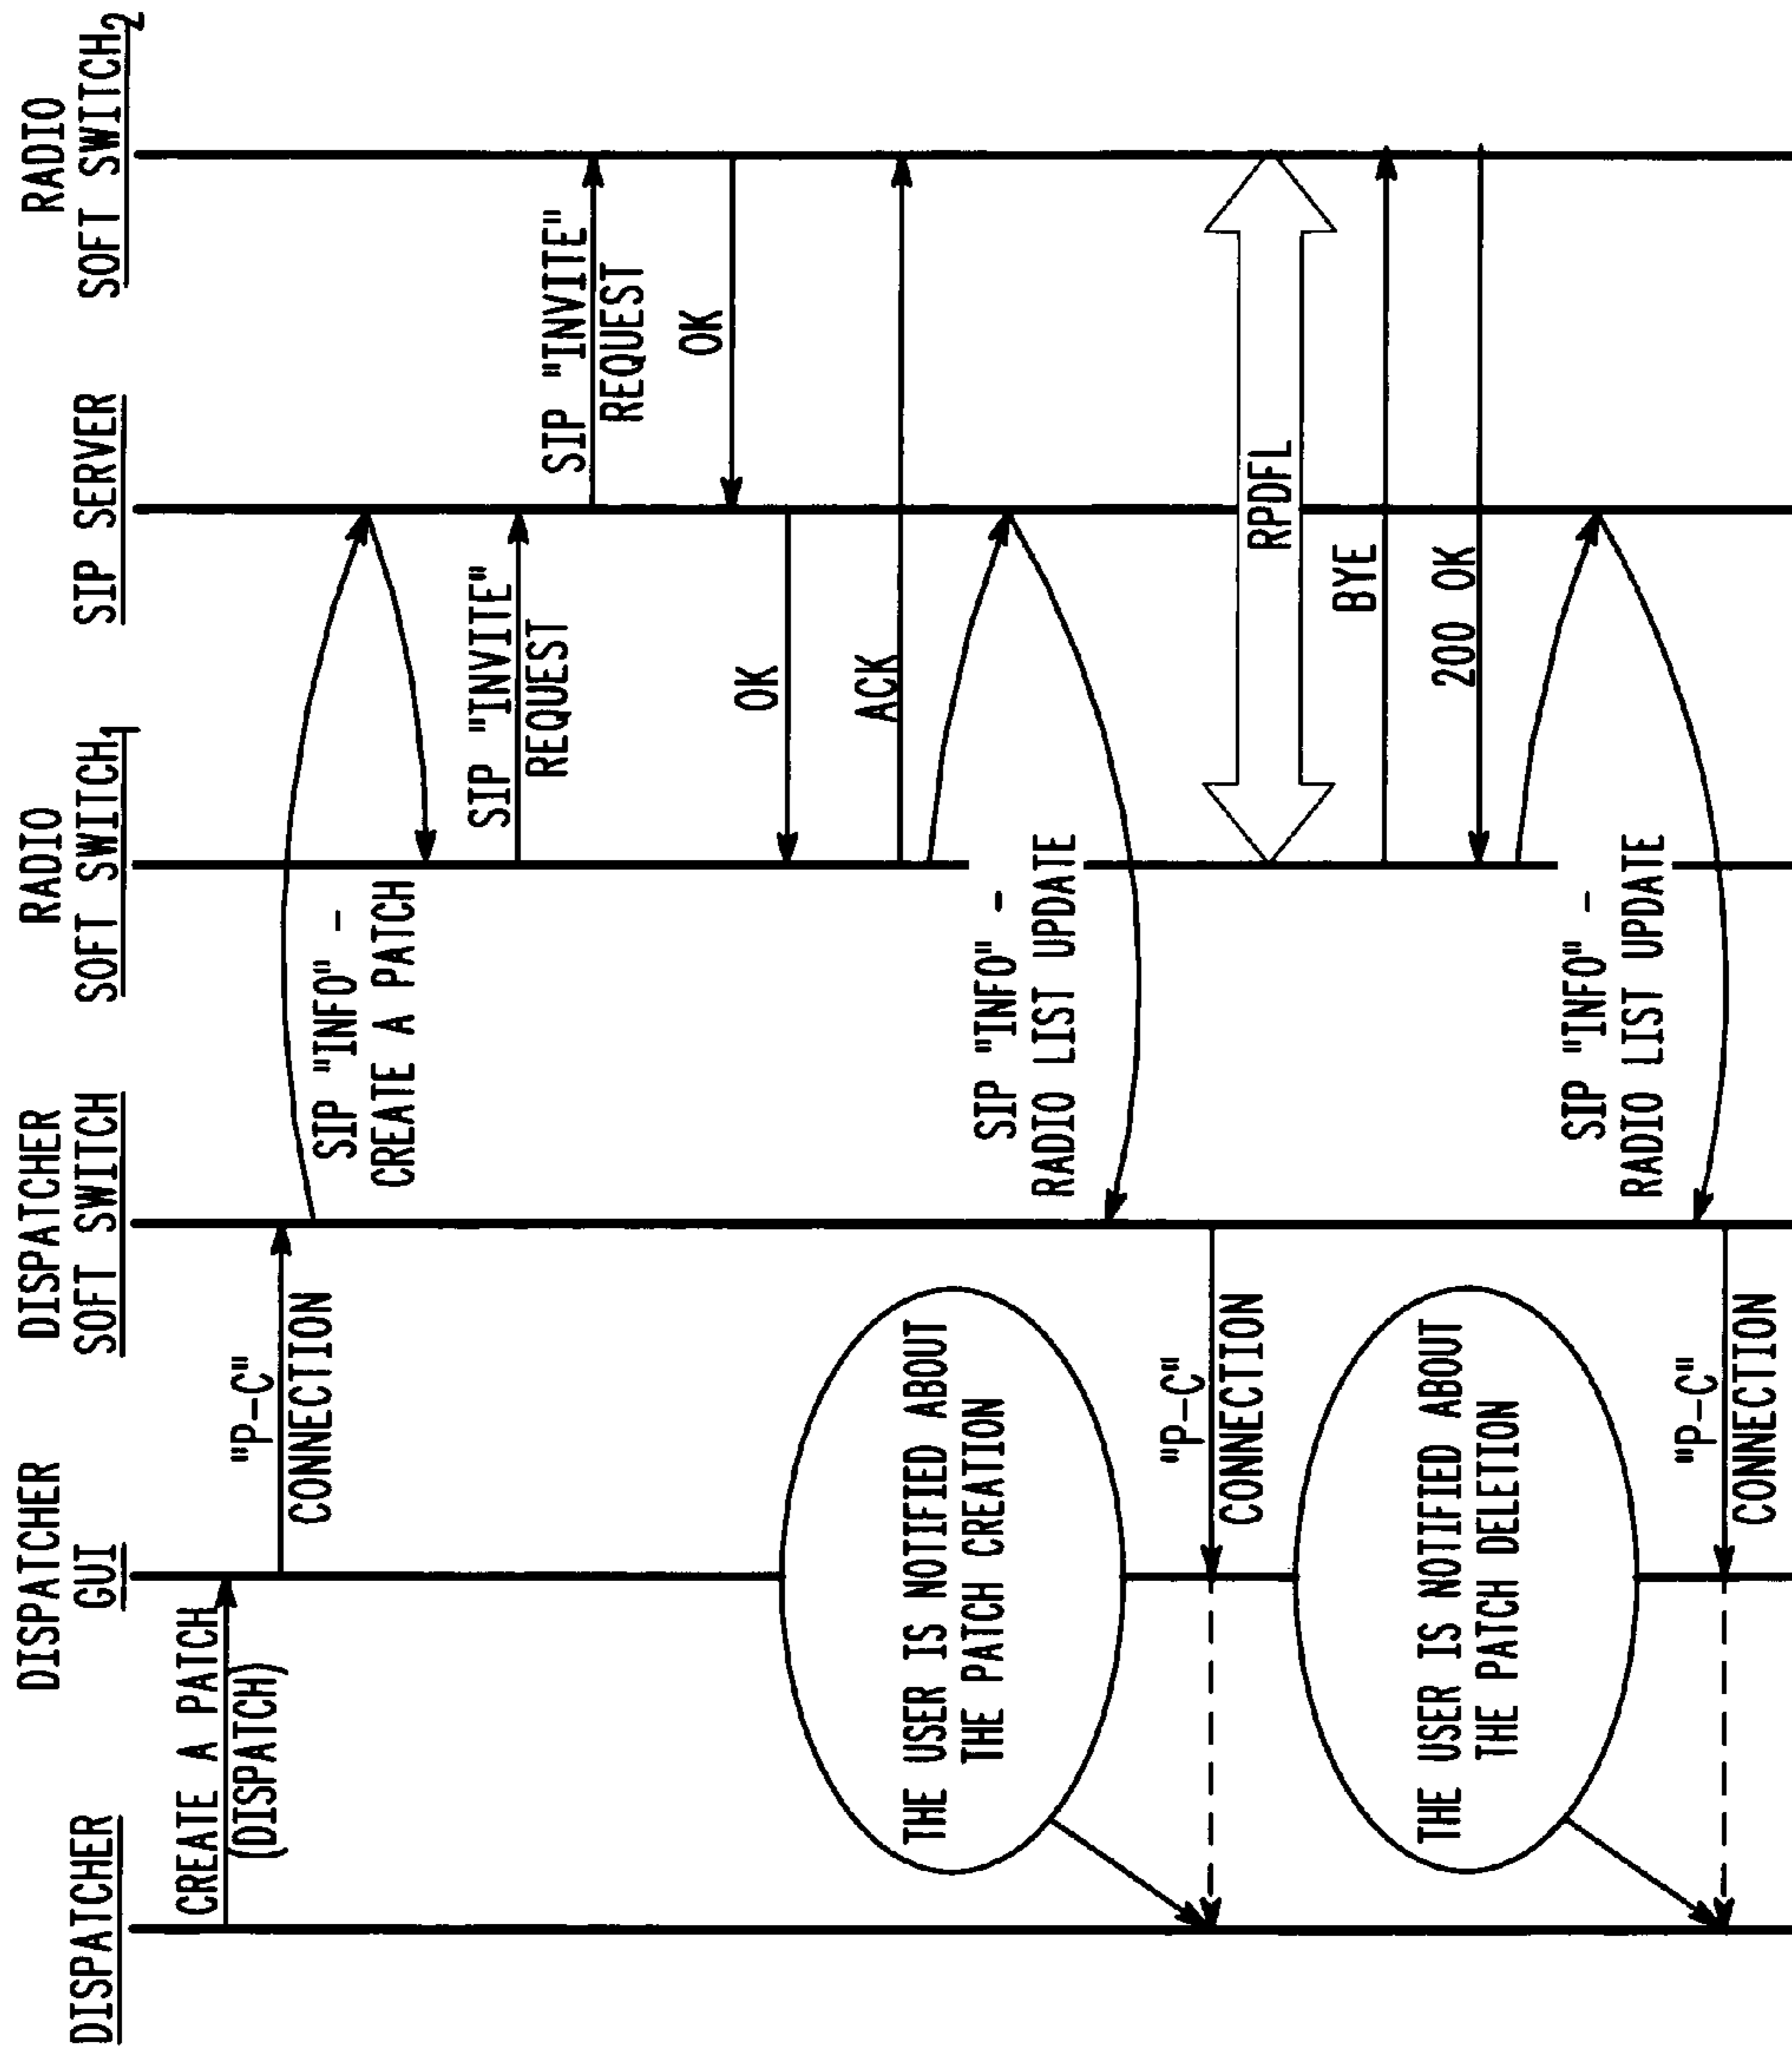 DISPATCHER
DISPATCHER
GUI
DISPATCHER
SOFT SWITCH
RADIO
SOFT SWITCH1
SIP SERVER
RADIO
SOFT SWITCH2
CREATE A PATCH
(DISPATCH)
"P-C"
CONNECTION
SIP "INFO" -
CREATE A PATCH
SIP "INVITE"
REQUEST
SIP "INVITE"
REQUEST
OK
OK
ACK
THE USER IS NOTIFIED ABOUT
THE PATCH CREATION
SIP "INFO" -
RADIO LIST UPDATE
"P-C"
CONNECTION
RPDFL
BYE
200 OK
THE USER IS NOTIFIED ABOUT
THE PATCH DELETION
SIP "INFO" -
RADIO LIST UPDATE
"P-C"
CONNECTION